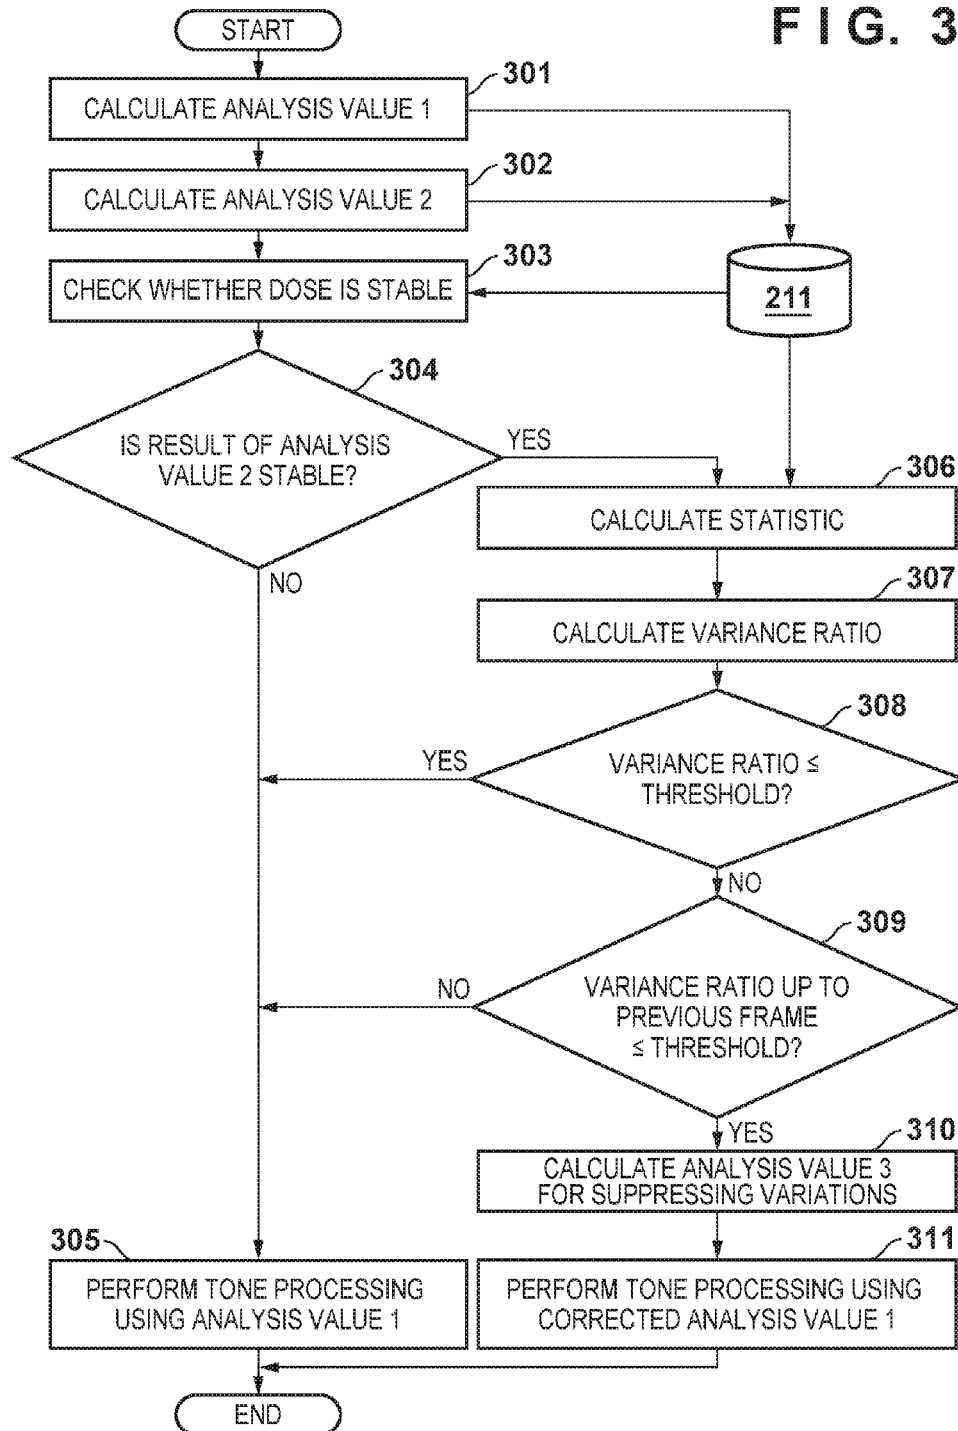 FIG. 3
START
301
CALCULATE ANALYSIS VALUE 1
302
CALCULATE ANALYSIS VALUE 2
303
CHECK WHETHER DOSE IS STABLE
211
304
IS RESULT OF ANALYSIS
VALUE 2 STABLE?
YES
NO
306
CALCULATE STATISTIC
307
CALCULATE VARIANCE RATIO
308
VARIANCE RATIO ≤
THRESHOLD?
YES
NO
309
VARIANCE RATIO UP TO
PREVIOUS FRAME
≤ THRESHOLD?
NO
YES
310
CALCULATE ANALYSIS VALUE 3
FOR SUPPRESSING VARIATIONS
305
PERFORM TONE PROCESSING
USING ANALYSIS VALUE 1
311
PERFORM TONE PROCESSING USING
CORRECTED ANALYSIS VALUE 1
END